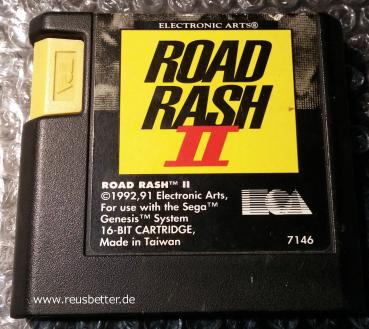 ELECTRONIC ARTS®
ROAD
RASH
II
ROAD RASH™ II
©1992,91 Electronic Arts,
For use with the Sega™
Genesis™ System
16-BIT CARTRIDGE,
Made in Taiwan
7146
www.reusbetter.de